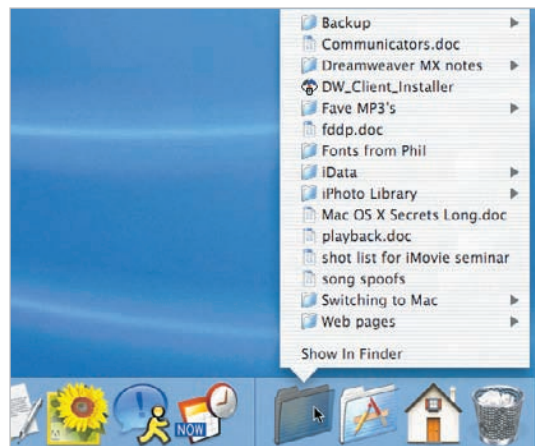 Backup
Communicators.doc
Dreamweaver MX notes
DW_Client_Installer
Fave MP3's
fddp.doc
Fonts from Phil
iData
iPhoto Library
Mac OS X Secrets Long.doc
playback.doc
shot list for iMovie seminar
song spoofs
Switching to Mac
Web pages
Show In Finder
NOW